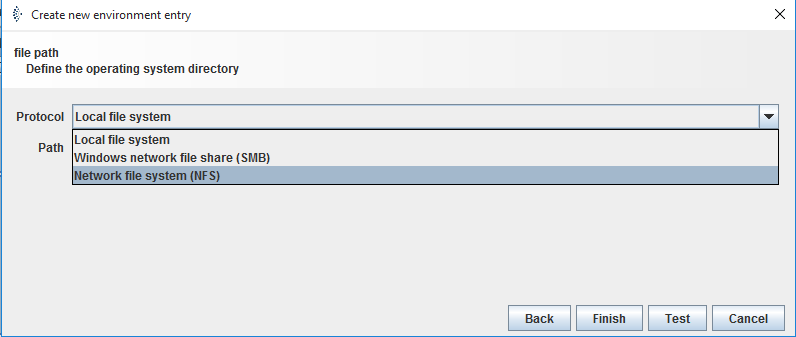 Create new environment entry
file path
Define the operating system directory
Protocol
Local file system
Path
Local file system
Windows network file share (SMB)
Network file system (NFS)
Back
Finish
Test
Cancel